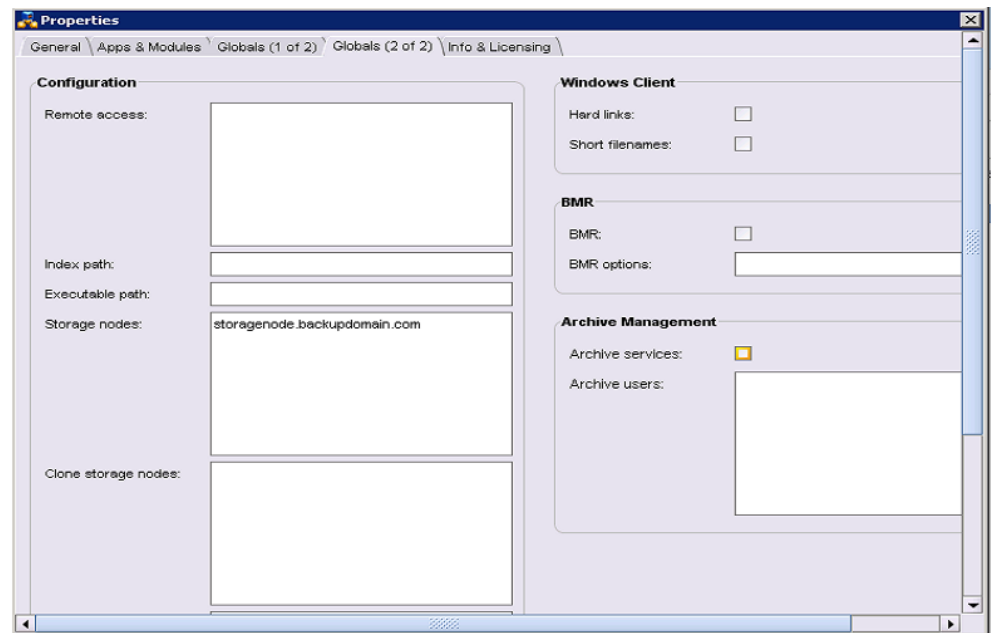 Properties
General
Apps & Modules
Globals (1 of 2)
Globals (2 of 2)
Info & Licensing
Configuration
Remote access:
Index path:
Executable path:
Storage nodes:
storagenode.backupdomain.com
Clone storage nodes:
Windows Client
Hard links:
Short filenames:
BMR
BMR:
BMR options:
Archive Management
Archive services:
Archive users: